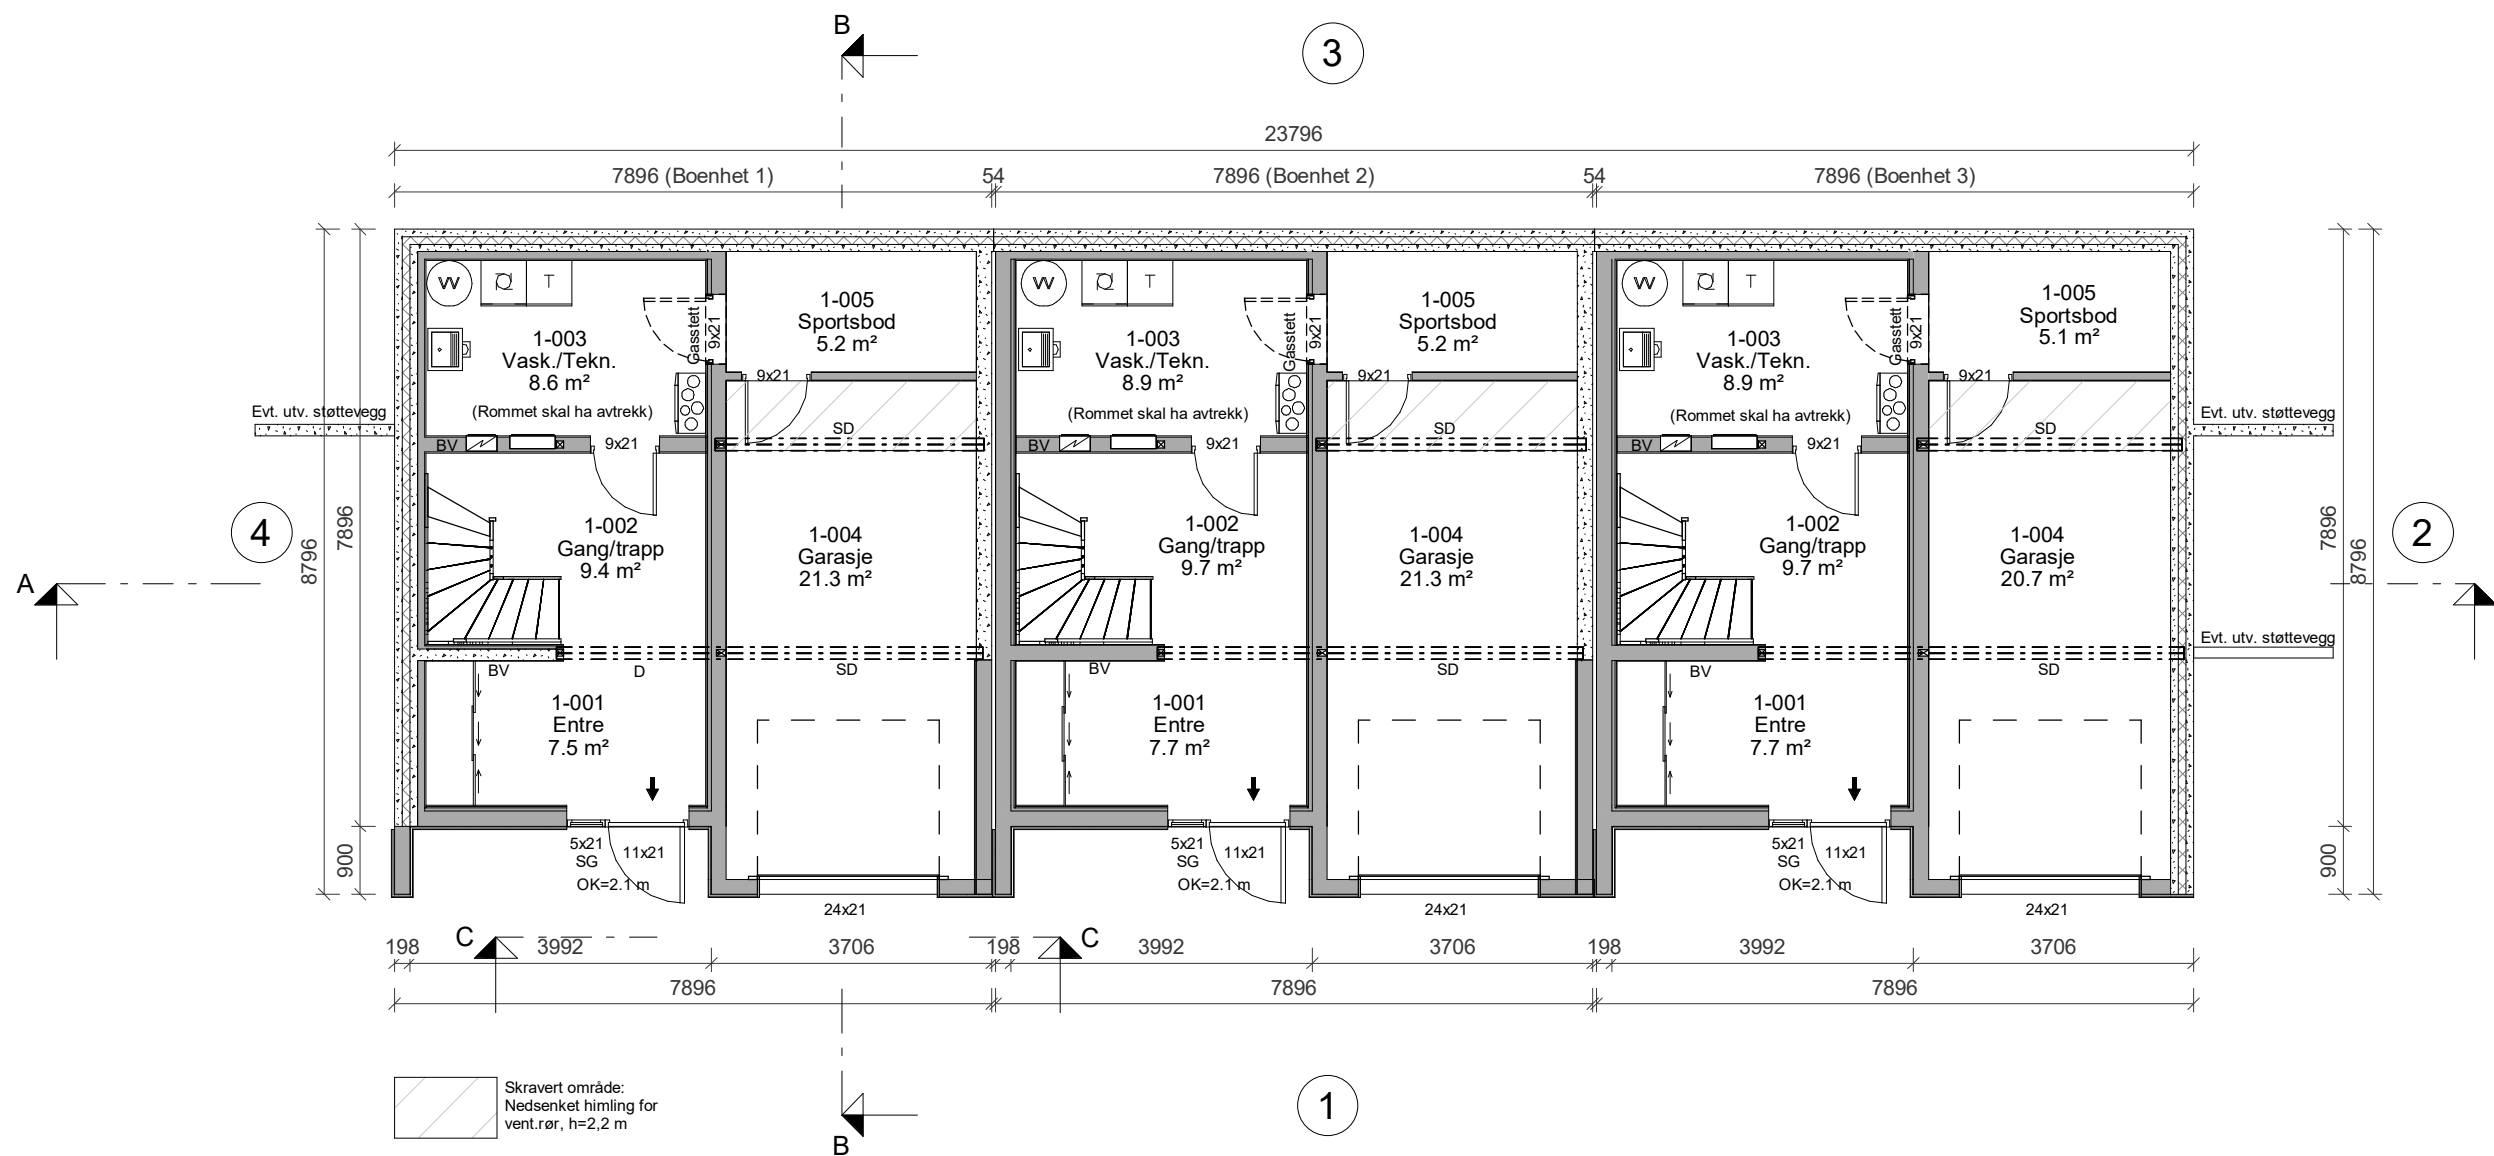 B
3
23796
7896 (Boenhet 1)
54
7896 (Boenhet 2)
54
7896 (Boenhet 3)
W
T
1-003
Vask./Tekn.
8.6 m²
(Rommet skal ha avtrekk)
Gasstett
9x21
1-005
Sportsbod
5.2 m²
9x21
SD
W
T
1-003
Vask./Tekn.
8.9 m²
(Rommet skal ha avtrekk)
Gasstett
9x21
1-005
Sportsbod
5.2 m²
9x21
SD
W
T
1-003
Vask./Tekn.
8.9 m²
(Rommet skal ha avtrekk)
Gasstett
9x21
1-005
Sportsbod
5.1 m²
9x21
SD
Evt. utv. støttevegg
Evt. utv. støttevegg
BV
9x21
BV
9x21
BV
9x21
4
8796
7896
1-002
Gang/trapp
9.4 m²
1-004
Garasje
21.3 m²
1-002
Gang/trapp
9.7 m²
1-004
Garasje
21.3 m²
1-002
Gang/trapp
9.7 m²
1-004
Garasje
20.7 m²
7896
8796
2
A
Evt. utv. støttevegg
BV
D
SD
BV
SD
BV
SD
1-001
Entre
7.5 m²
1-001
Entre
7.7 m²
1-001
Entre
7.7 m²
900
5x21
SG
OK=2.1 m
11x21
24x21
5x21
SG
OK=2.1 m
11x21
24x21
5x21
SG
OK=2.1 m
11x21
24x21
900
C
C
198
3992
3706
198
3992
3706
198
3992
3706
7896
7896
7896
Skravert område:
Nedsenket himling for
vent.rør, h=2,2 m
1
B